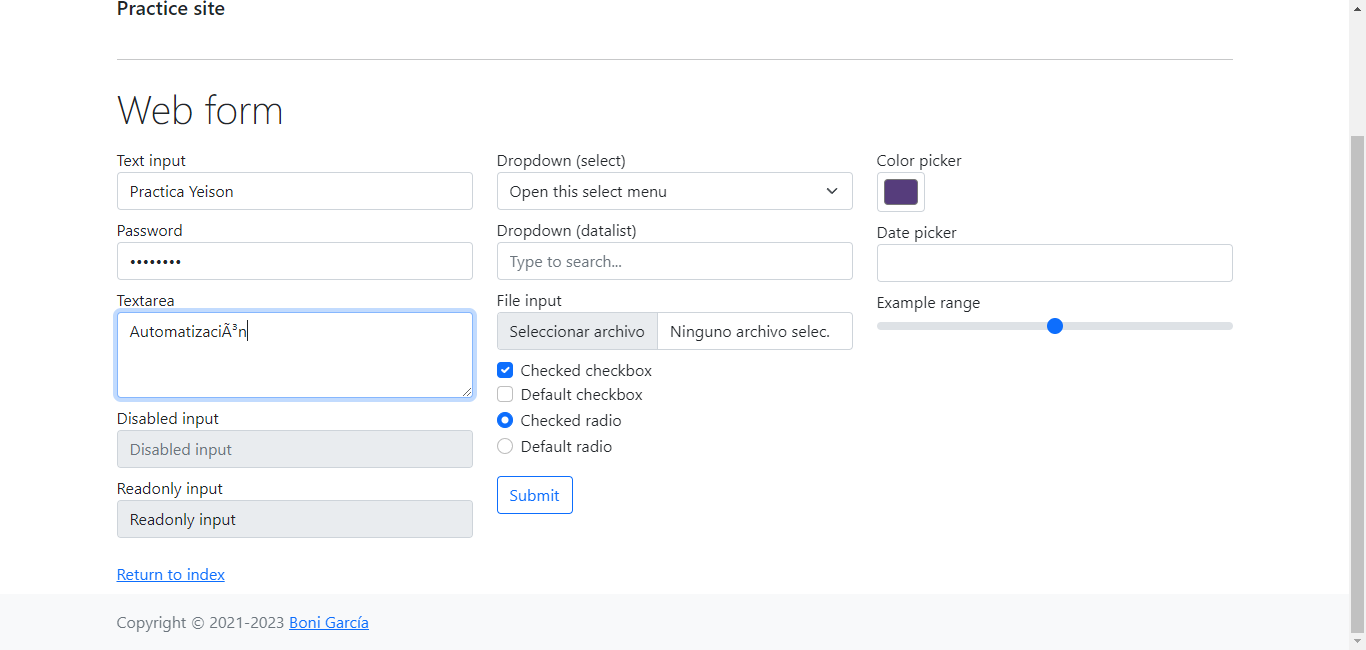 Practice site
Web form
Text input
Practica Yeison
Password
••••••••
Textarea
AutomatizaciÃ³n
Disabled input
Disabled input
Readonly input
Readonly input
Dropdown (select)
Open this select menu
Dropdown (datalist)
Type to search...
File input
Seleccionar archivo Ninguno archivo selec.
Checked checkbox
Default checkbox
Checked radio
Default radio
Submit
Color picker
Date picker
Example range
Return to index
Copyright © 2021-2023 Boni García